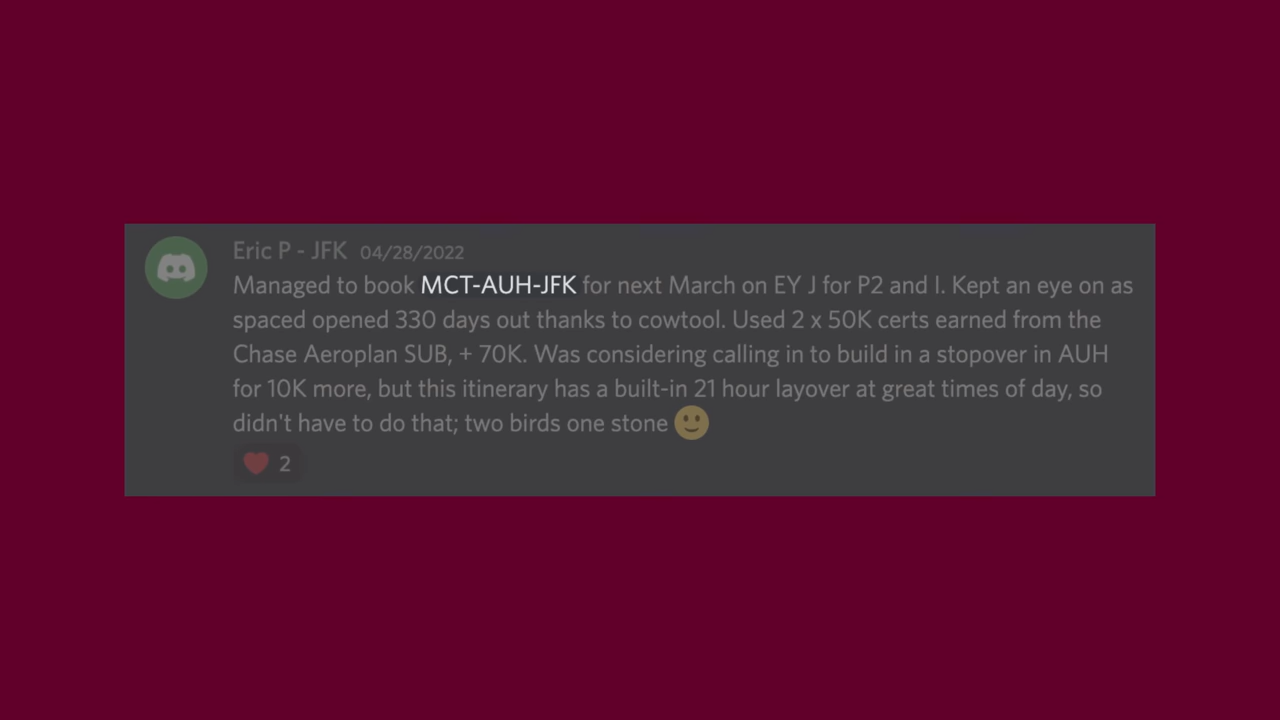 Eric P - JFK 04/28/2022
Managed to book MCT-AUH-JFK for next March on EY J for P2 and I. Kept an eye on as
spaced opened 330 days out thanks to cowtool. Used 2 x 50K certs earned from the
Chase Aeroplan SUB, + 70K. Was considering calling in to build in a stopover in AUH
for 10K more, but this itinerary has a built-in 21 hour layover at great times of day, so
didn't have to do that; two birds one stone 🙂
❤️ 2